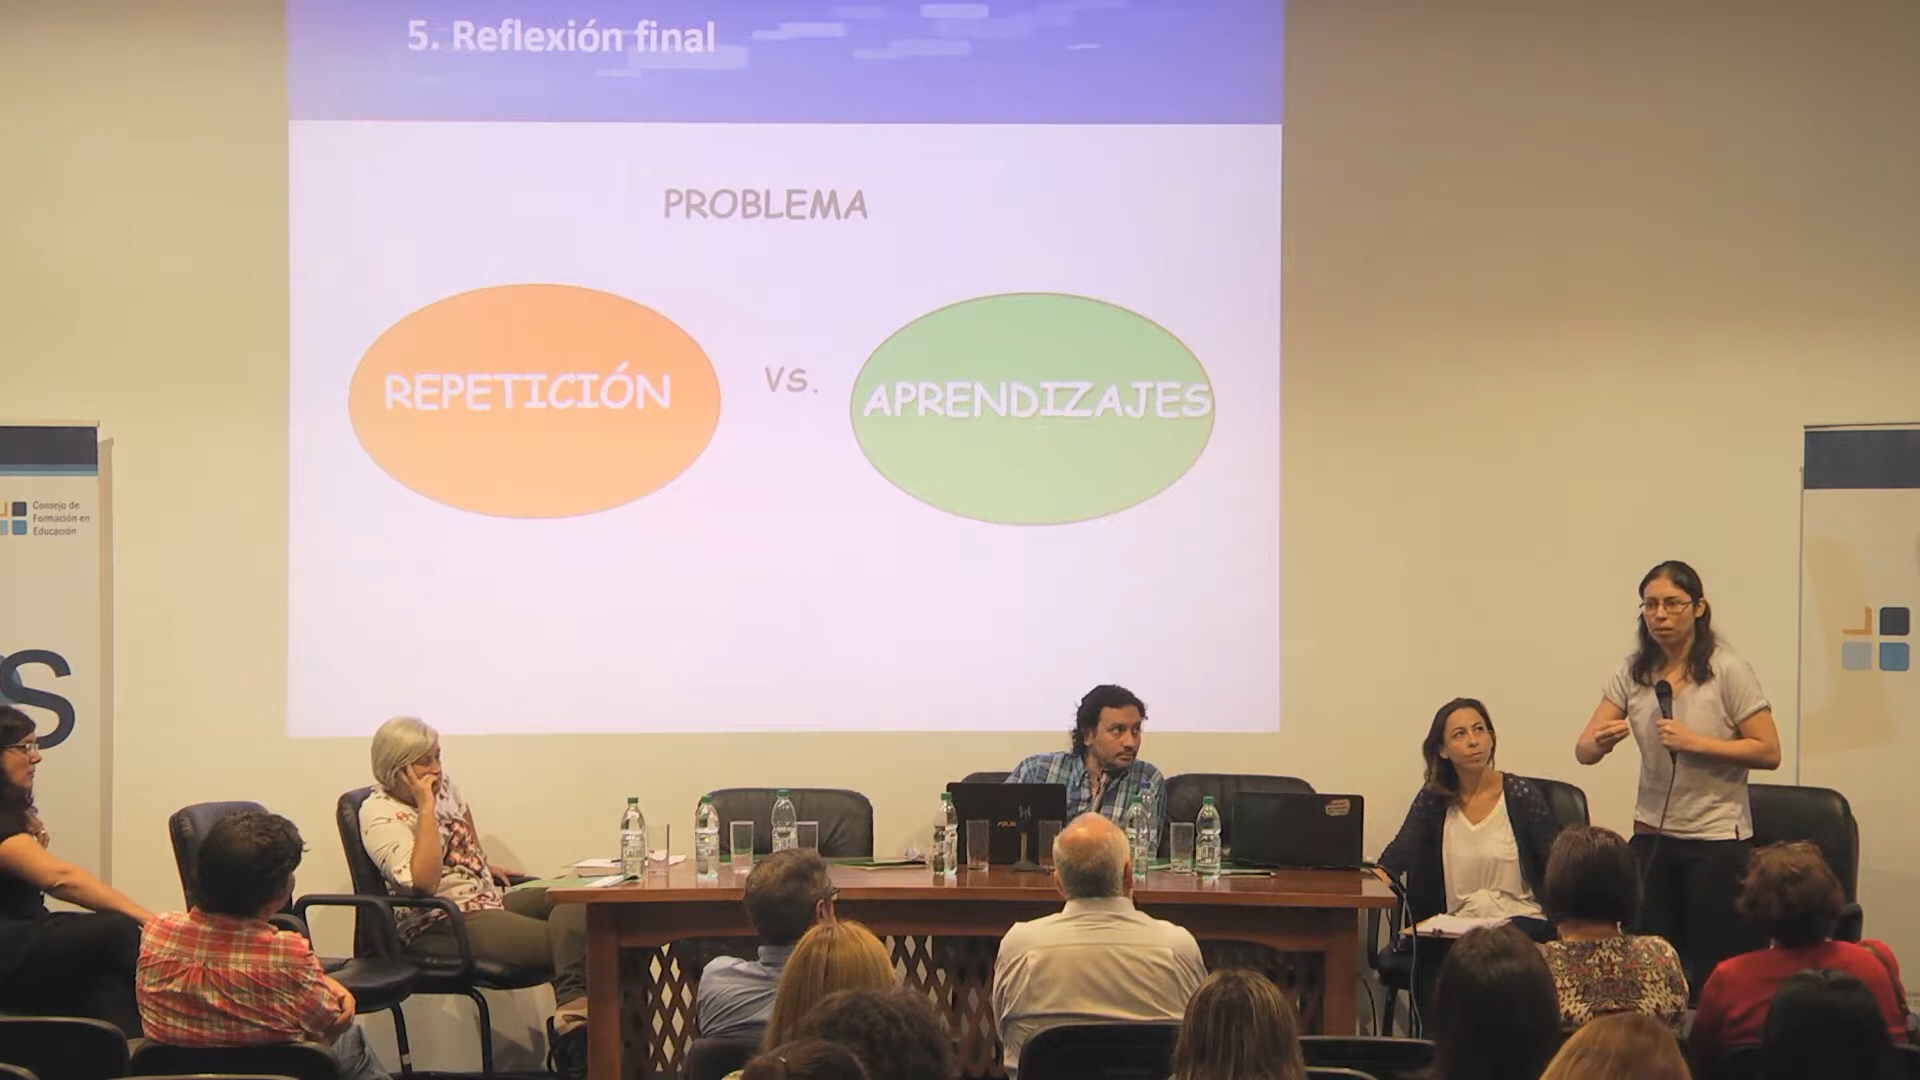 5. Reflexión final
PROBLEMA
REPETICIÓN
VS.
APRENDIZAJES
Consejo de
Formación en
Educación
S